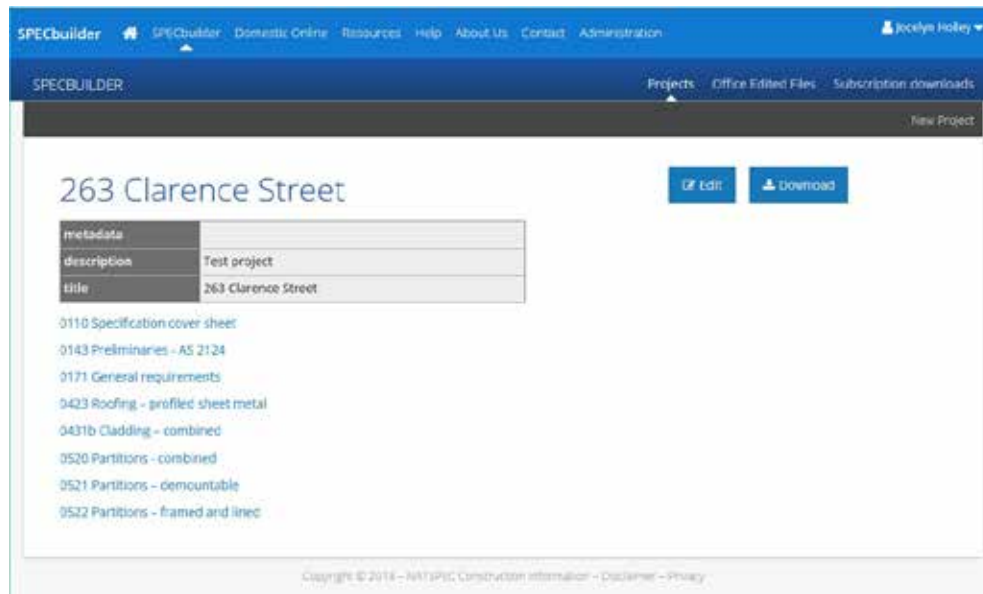 SPECbuilder SPECbuilder Domestic Online Resources Help About Us Contact Administration Jocelyn Holley
SPECBUILDER Projects Office Edited Files Subscription downloads
New Project
263 Clarence Street Edit Download
metadata
description Test project
title 263 Clarence Street
0110 Specification cover sheet
0143 Preliminaries - AS 2124
0171 General requirements
0423 Roofing – profiled sheet metal
0431b Cladding – combined
0520 Partitions - combined
0521 Partitions – demountable
0522 Partitions – framed and lined
Copyright © – NATSPEC Construction Information – Disclaimer – Privacy